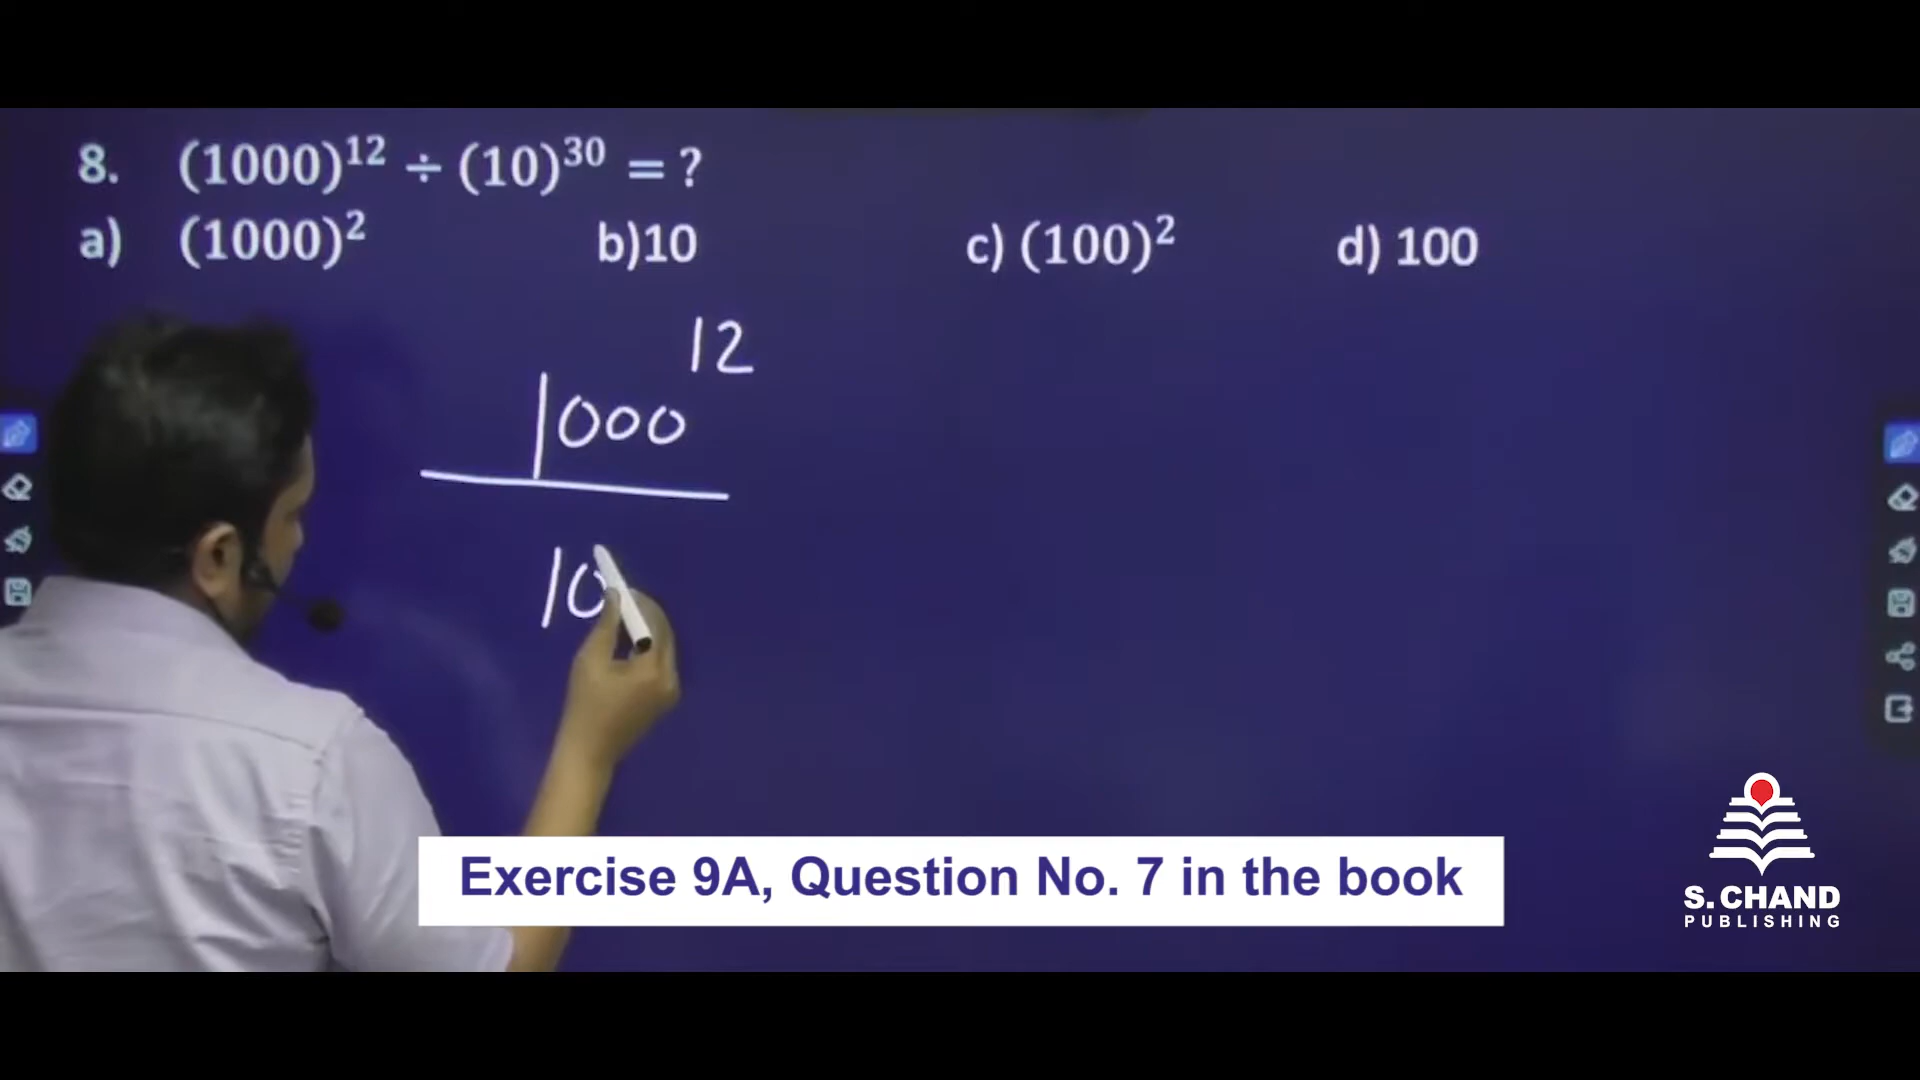 8. (1000)¹² ÷ (10)³⁰ = ?
a) (1000)² b)10 c) (100)² d) 100
12
1000
10
Exercise 9A, Question No. 7 in the book
S. CHAND
PUBLISHING